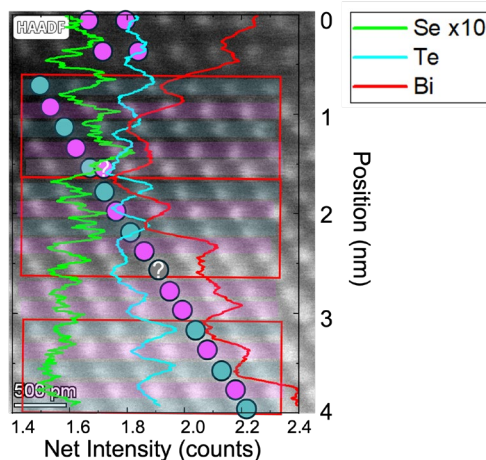 HAADF
Se x10
Te
Bi
0
1
2
3
4
Position (nm)
?
?
500 pm
1.4 1.6 1.8 2.0 2.2 2.4
Net Intensity (counts)